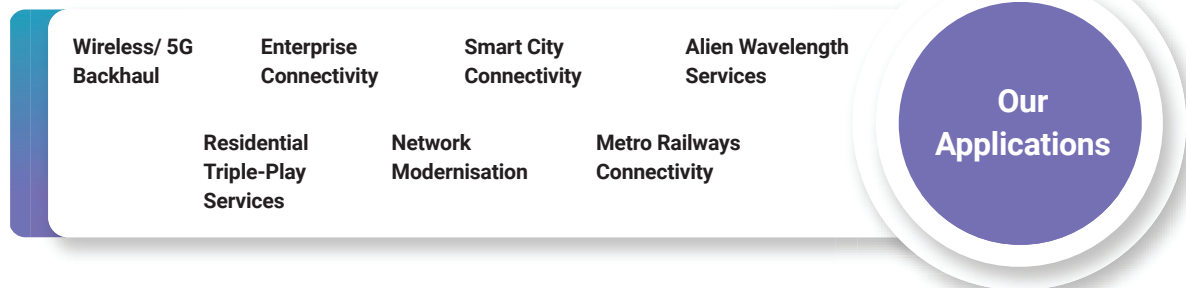 Wireless/ 5G
Backhaul
Enterprise
Connectivity
Smart City
Connectivity
Alien Wavelength
Services
Residential
Triple-Play
Services
Network
Modernisation
Metro Railways
Connectivity
Our
Applications